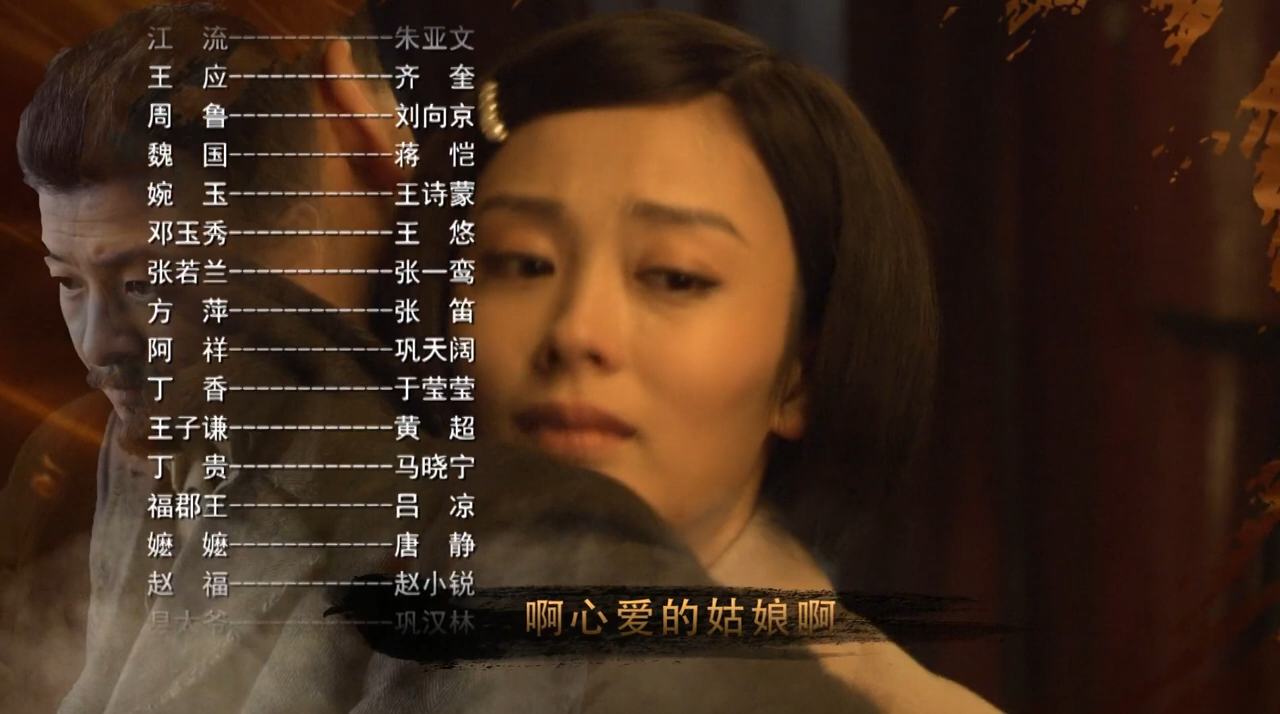 江 流------------朱亚文
王 应------------齐 奎
周 鲁------------刘向京
魏 国------------蒋 恺
婉 玉------------王诗蒙
邓玉秀------------王 悠
张若兰------------张一鸾
方 萍------------张 笛
阿 祥------------巩天阔
丁 香------------于莹莹
王子谦------------黄 超
丁 贵------------马晓宁
福郡王------------吕 凉
嬷 嬷------------唐 静
赵 福------------赵小锐
县大爷------------巩汉林
啊心爱的姑娘啊